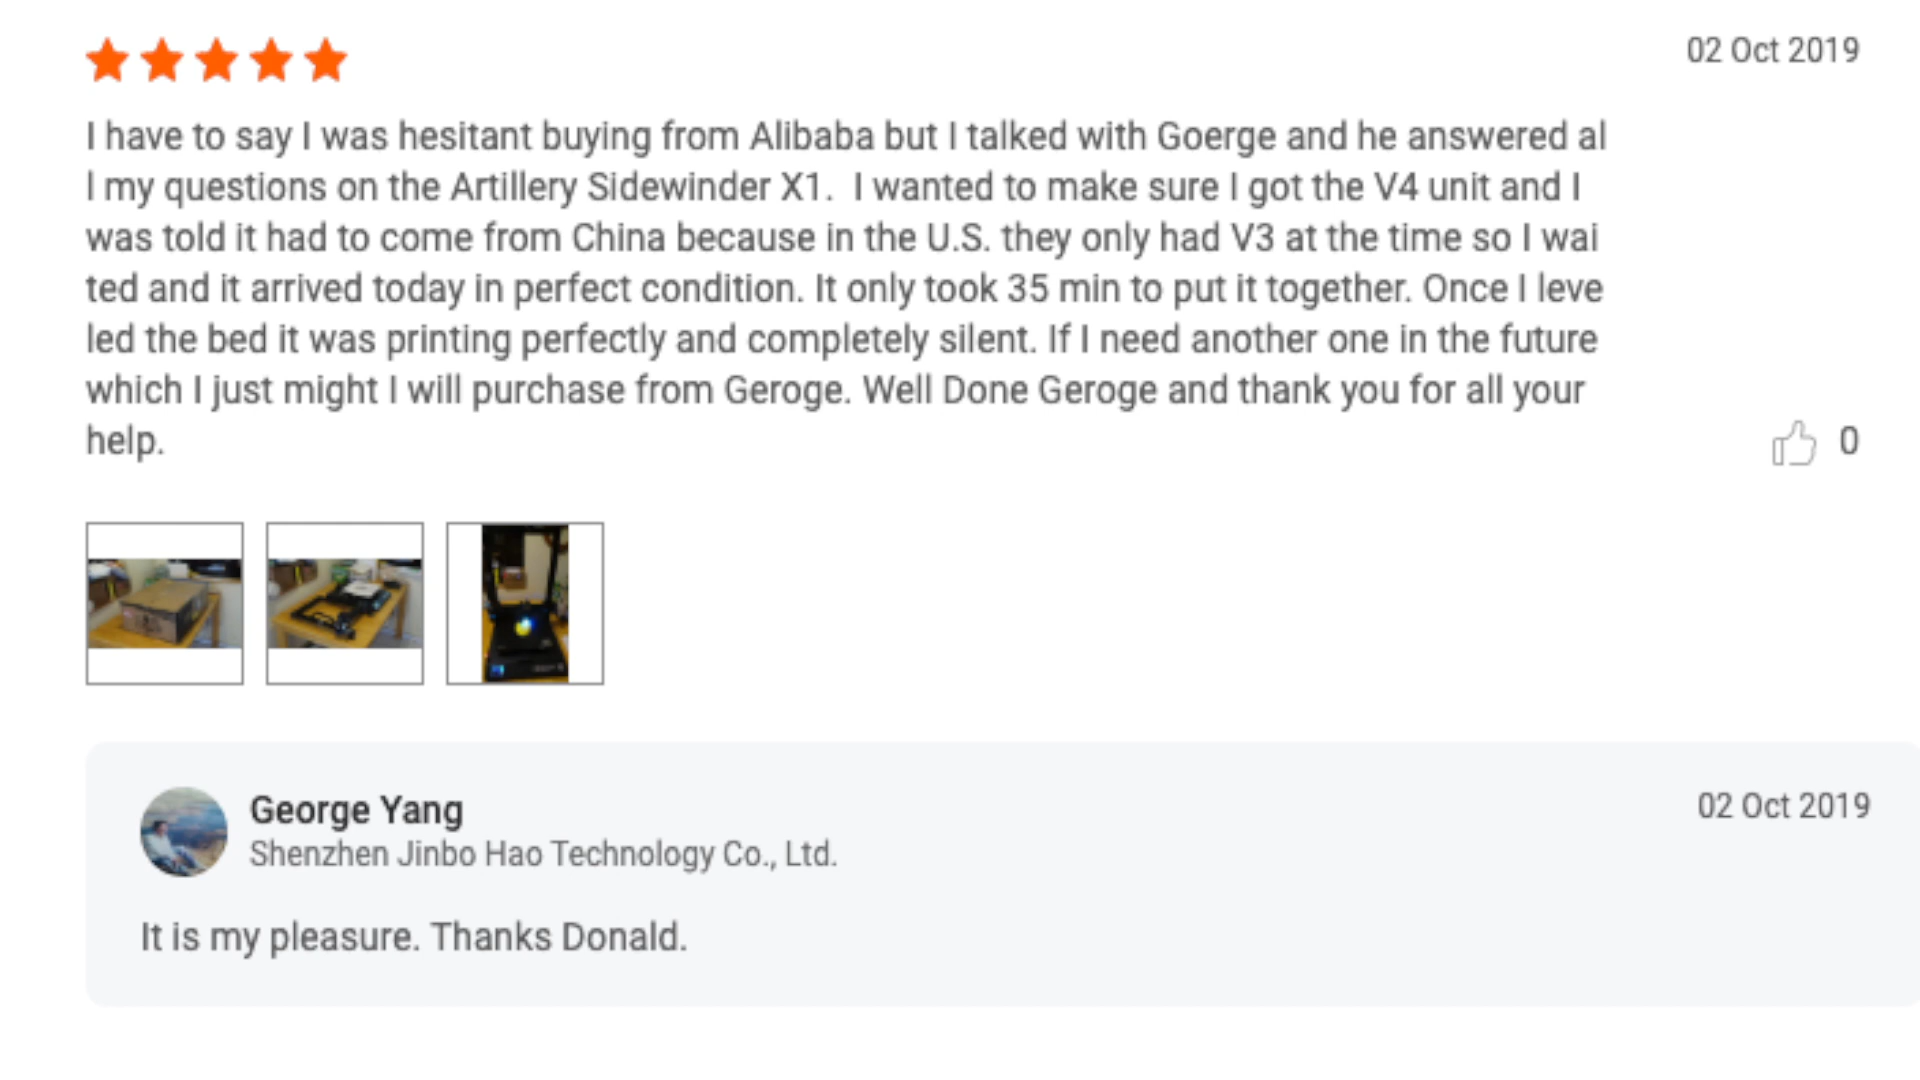 02 Oct 2019
I have to say I was hesitant buying from Alibaba but I talked with Goerge and he answered al
l my questions on the Artillery Sidewinder X1.  I wanted to make sure I got the V4 unit and I
was told it had to come from China because in the U.S. they only had V3 at the time so I wai
ted and it arrived today in perfect condition. It only took 35 min to put it together. Once I leve
led the bed it was printing perfectly and completely silent. If I need another one in the future
which I just might I will purchase from Geroge. Well Done Geroge and thank you for all your
help.
0
George Yang
02 Oct 2019
Shenzhen Jinbo Hao Technology Co., Ltd.
It is my pleasure. Thanks Donald.